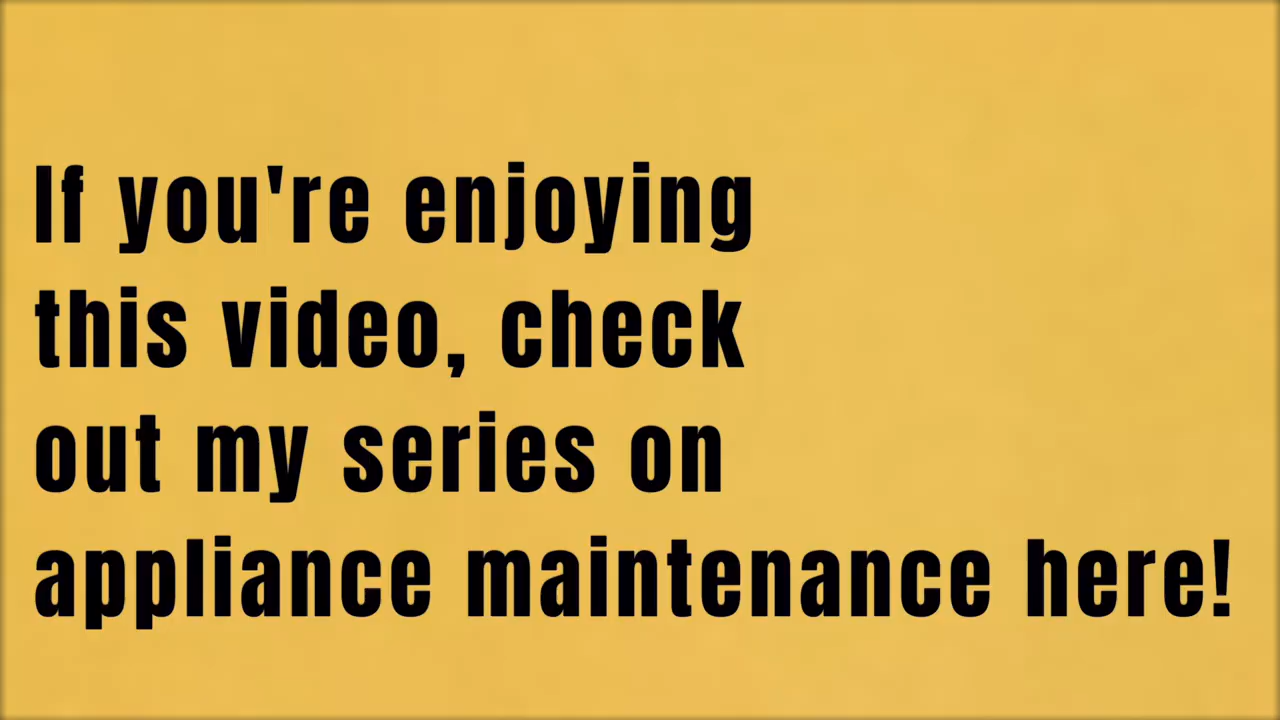 If you're enjoying
this video, check
out my series on
appliance maintenance here!